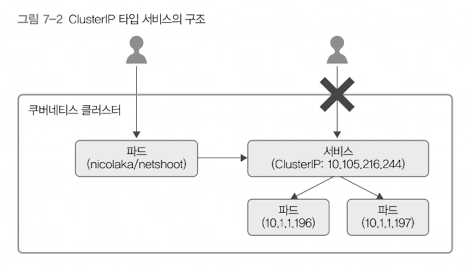 그림 7-2 ClusterIP 타입 서비스의 구조
쿠버네티스 클러스터
파드
(nicolaka/netshoot)
서비스
(ClusterIP: 10.105.216.244)
파드
(10.1.1.196)
파드
(10.1.1.197)